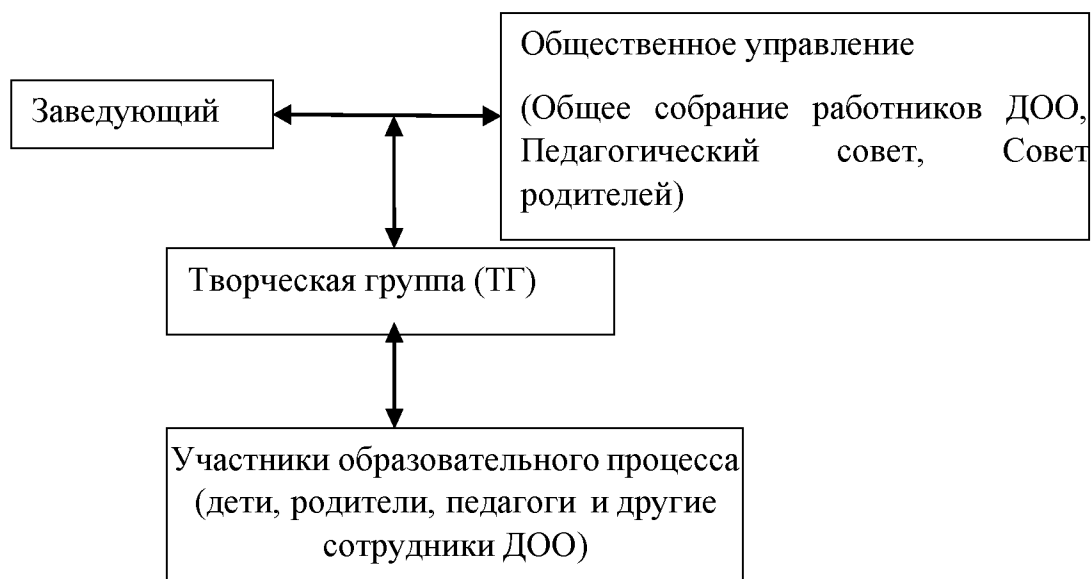 Заведующий
Общественное управление
(Общее собрание работников ДОО,
Педагогический совет, Совет
родителей)
Творческая группа (ТГ)
Участники образовательного процесса
(дети, родители, педагоги и другие
сотрудники ДОО)